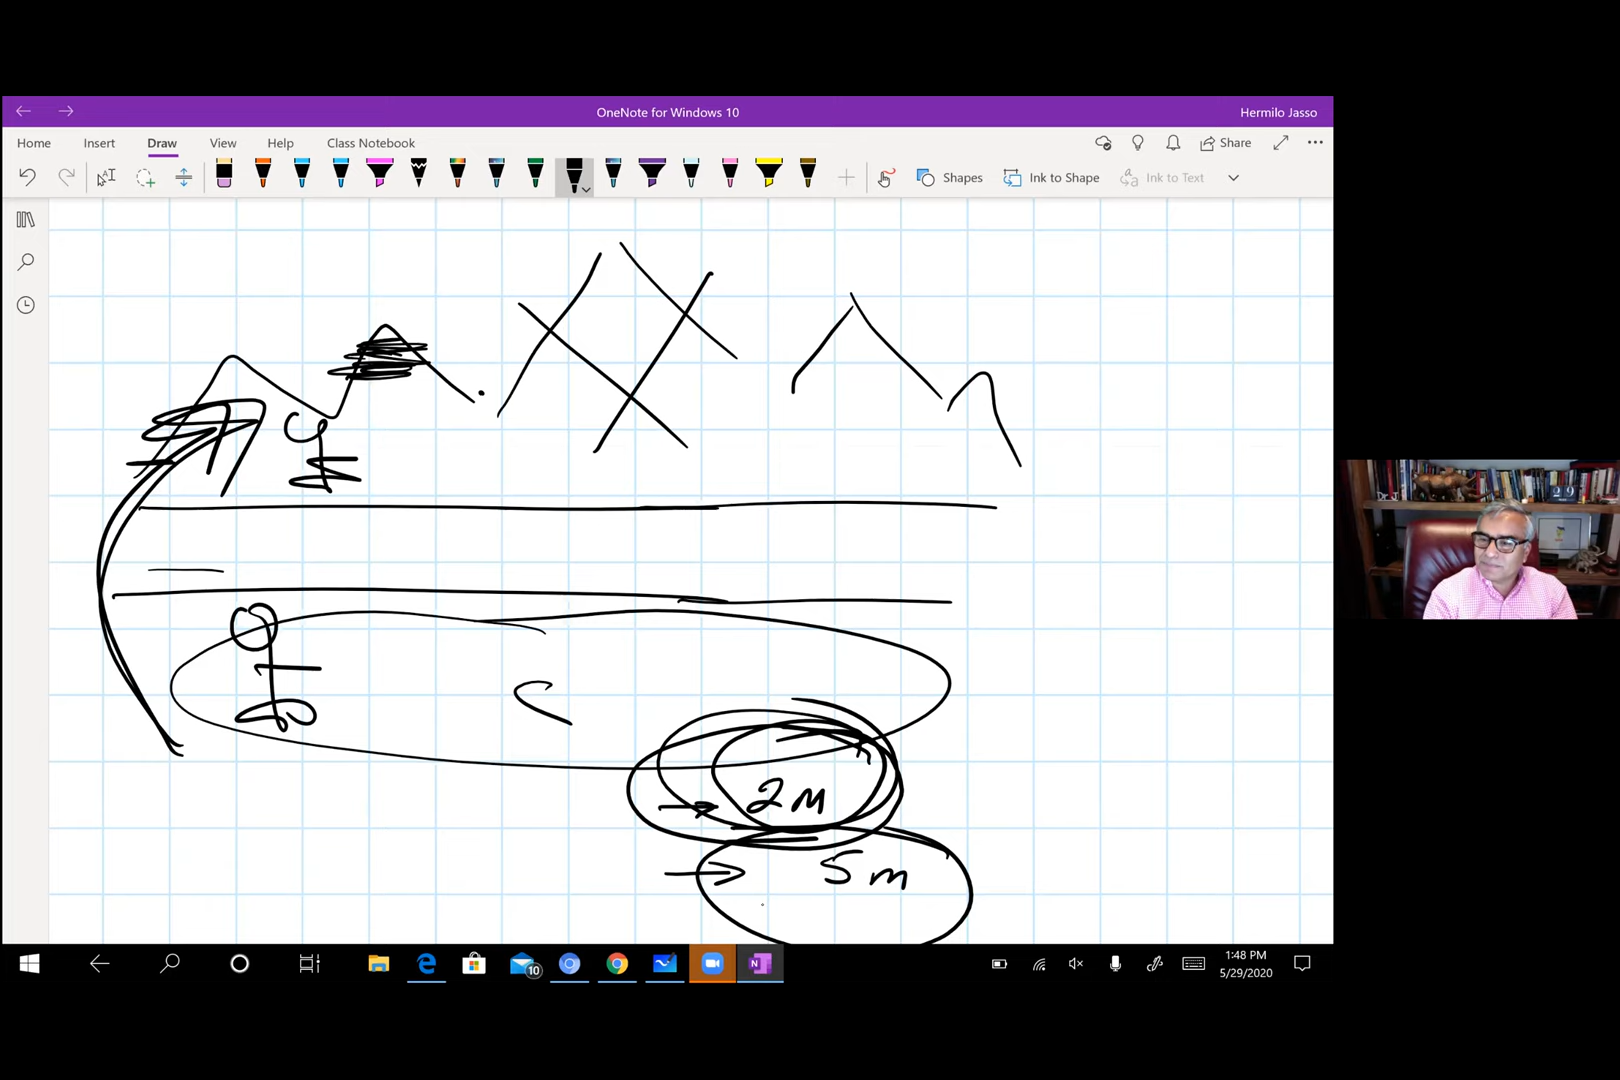 OneNote for Windows 10
Hermilo Jasso
Home Insert Draw View Help Class Notebook
Share
Shapes
Ink to Shape
Ink to Text
2M
5m
10
1:48 PM
5/29/2020